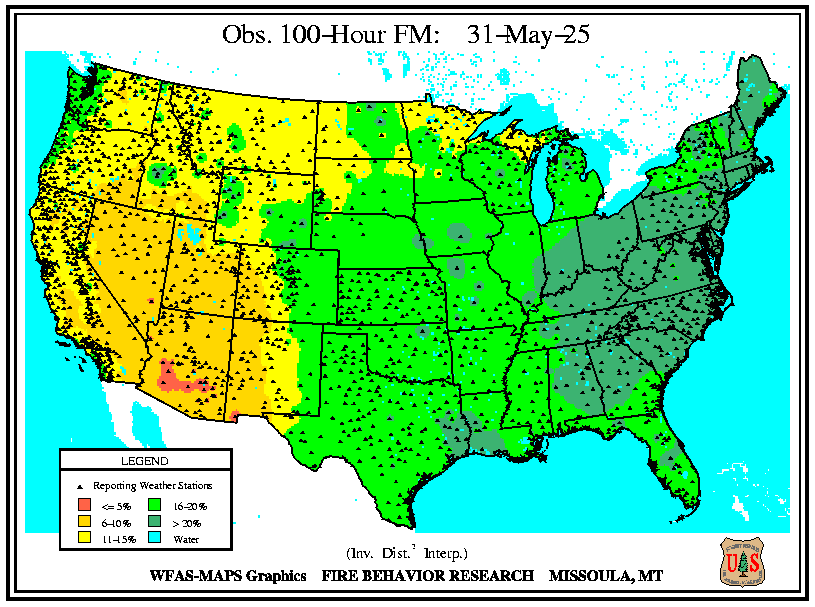 Obs. 100-Hour FM: 31-May-25
LEGEND
Reporting Weather Stations
<= 5%
16-20%
6-10%
> 20%
11-15%
Water
(Inv. Dist.² Interp.)
WFAS-MAPS Graphics FIRE BEHAVIOR RESEARCH MISSOULA, MT
U S